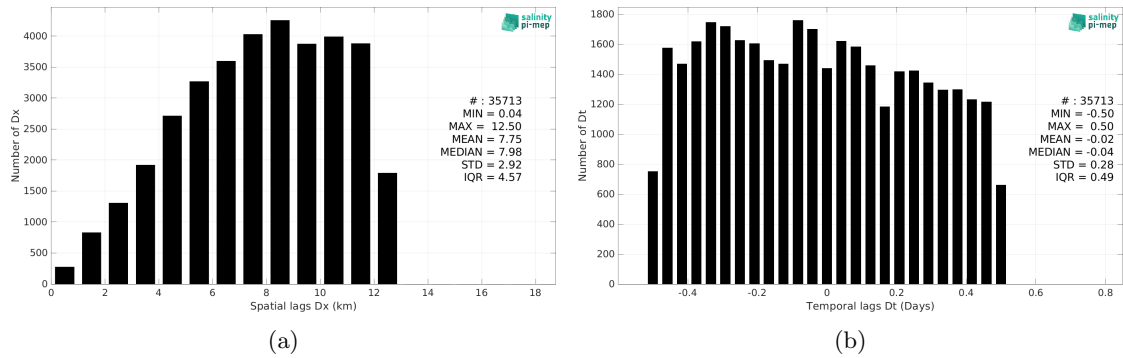 4000
3500
3000
2500
2000
1500
1000
500
0
Number of Dx
salinity
pi-mep
# : 35713
MIN = 0.04
MAX = 12.50
MEAN = 7.75
MEDIAN = 7.98
STD = 2.92
IQR = 4.57
0 2 4 6 8 10 12 14 16 18
Spatial lags Dx (km)
(a)
1800
1600
1400
1200
1000
800
600
400
200
0
Number of Dt
salinity
pi-mep
# : 35713
MIN = -0.50
MAX = 0.50
MEAN = -0.02
MEDIAN = -0.04
STD = 0.28
IQR = 0.49
-0.4 -0.2 0 0.2 0.4 0.6 0.8
Temporal lags Dt (Days)
(b)